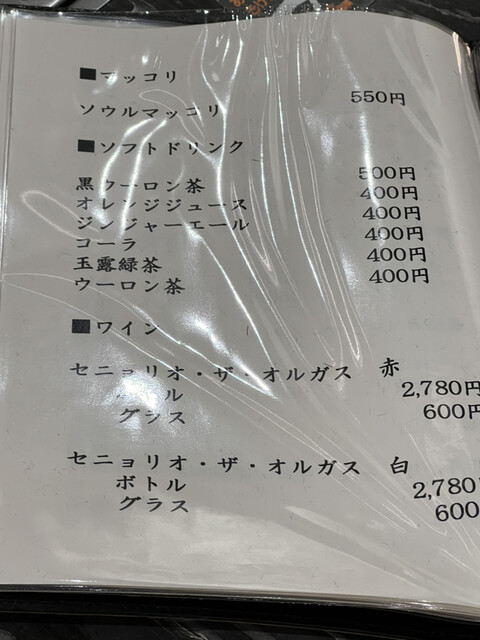 ■マッコリ
ソウルマッコリ 550円
■ソフトドリンク
黒ウーロン茶 500円
オレンジジュース 400円
ジンジャーエール 400円
コーラ 400円
玉露緑茶 400円
ウーロン茶 400円
■ワイン
セニョリオ・ザ・オルガス 赤
ル 2,780円
グラス 600円
セニョリオ・ザ・オルガス 白
ボトル 2,780
グラス 600